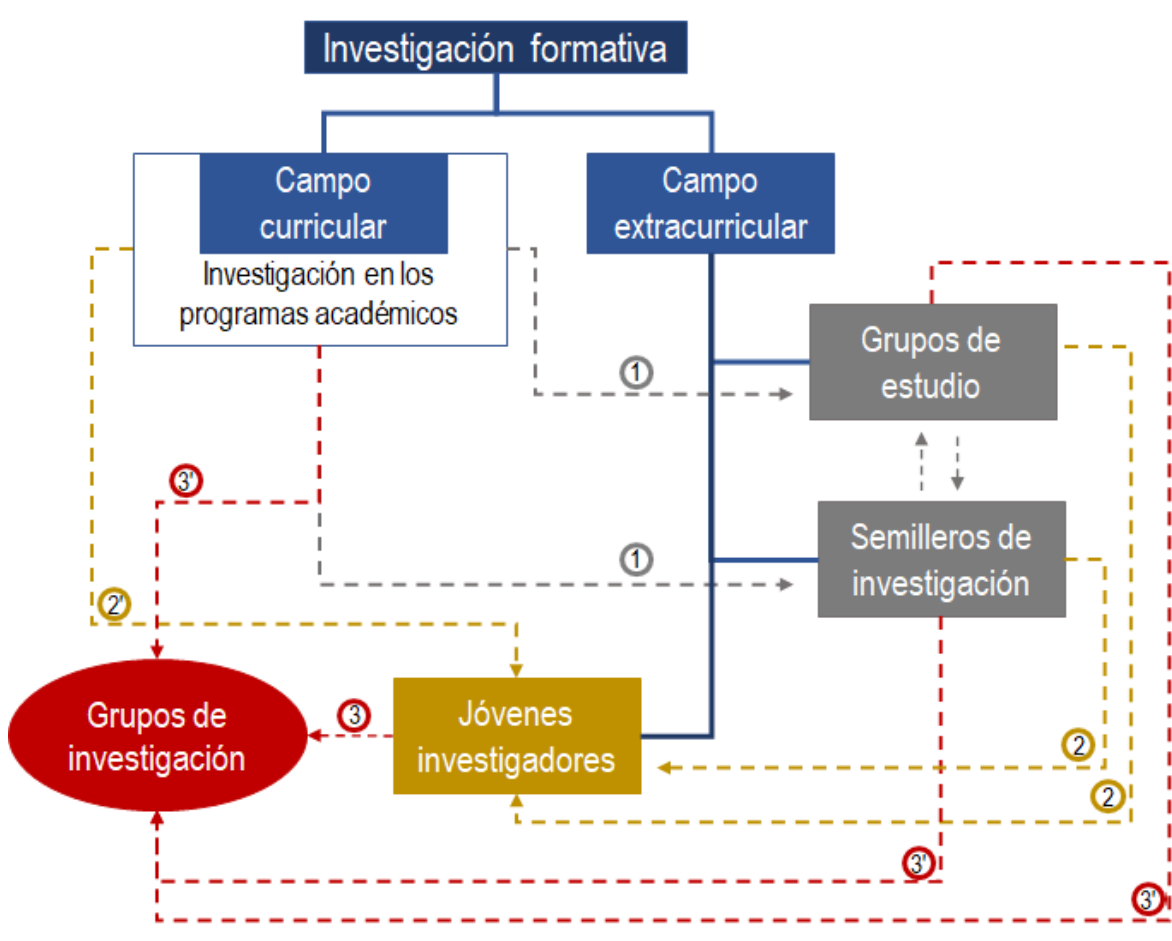 Investigación formativa
Campo
curricular
Campo
extracurricular
Investigación en los
programas académicos
Grupos de
estudio
1
3'
Semilleros de
investigación
1
2'
Grupos de
investigación
3
Jóvenes
investigadores
2
2
3'
3'